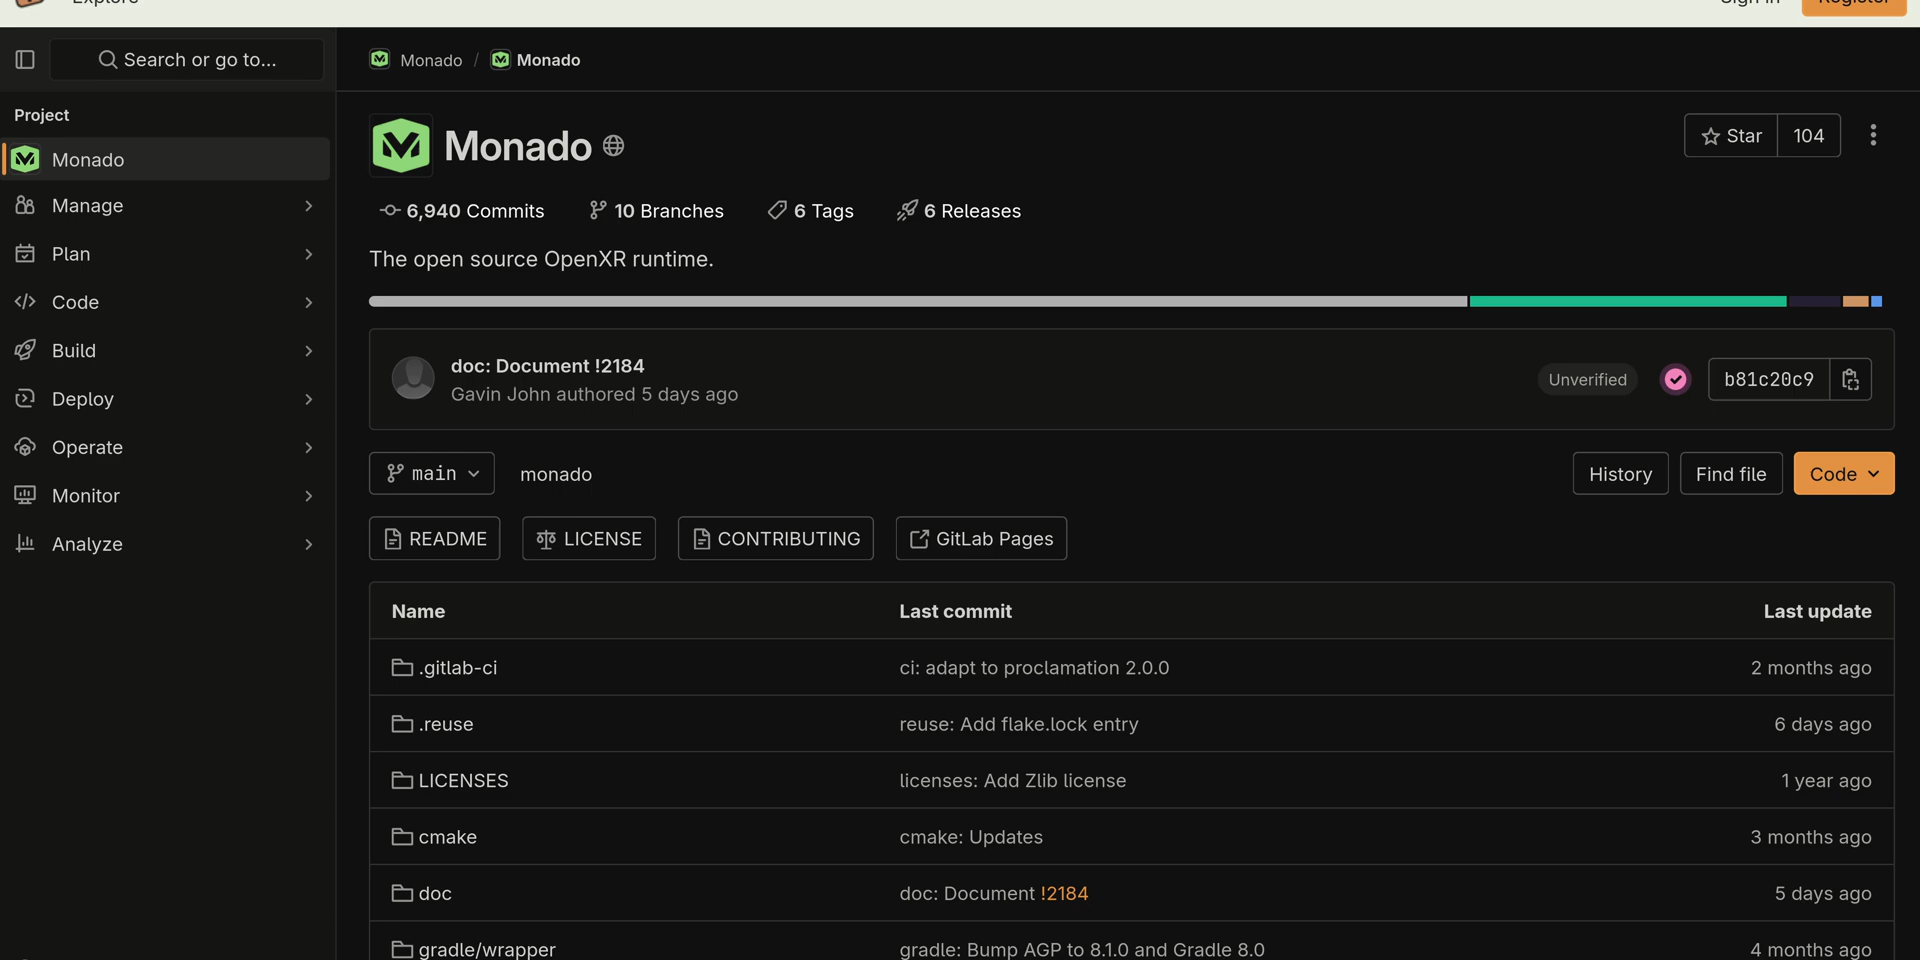 Explore
Sign in
Register
Search or go to...
Monado / Monado
Project
Monado
Manage
Plan
Code
Build
Deploy
Operate
Monitor
Analyze
Monado
Star 104
6,940 Commits 10 Branches 6 Tags 6 Releases
The open source OpenXR runtime.
doc: Document !2184
Gavin John authored 5 days ago
Unverified
b81c20c9
main
monado
History
Find file
Code
README
LICENSE
CONTRIBUTING
GitLab Pages
Name Last commit Last update
.gitlab-ci ci: adapt to proclamation 2.0.0 2 months ago
.reuse reuse: Add flake.lock entry 6 days ago
LICENSES licenses: Add Zlib license 1 year ago
cmake cmake: Updates 3 months ago
doc doc: Document !2184 5 days ago
gradle/wrapper gradle: Bump AGP to 8.1.0 and Gradle 8.0 4 months ago